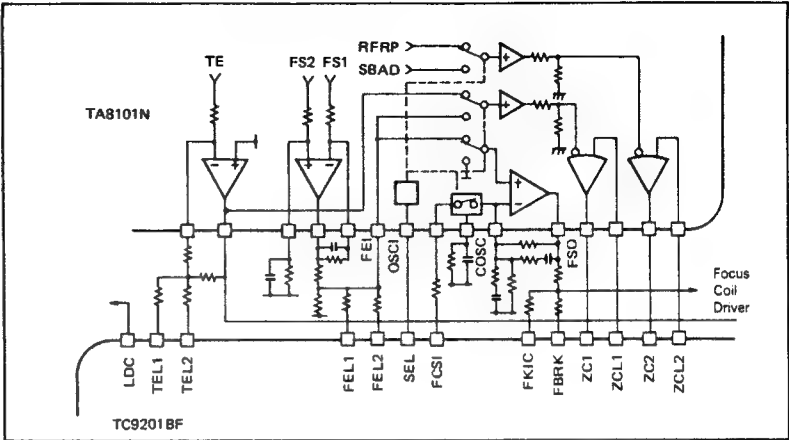 RFRP
SBAD
TE
FS2
FS1
TA8101N
FEI
OSCI
COSC
FSO
Focus
Coil
Driver
LDC
TEL1
TEL2
FEL1
FEL2
SEL
FCSI
FKIC
FBRK
ZC1
ZCL1
ZC2
ZCL2
TC9201BF